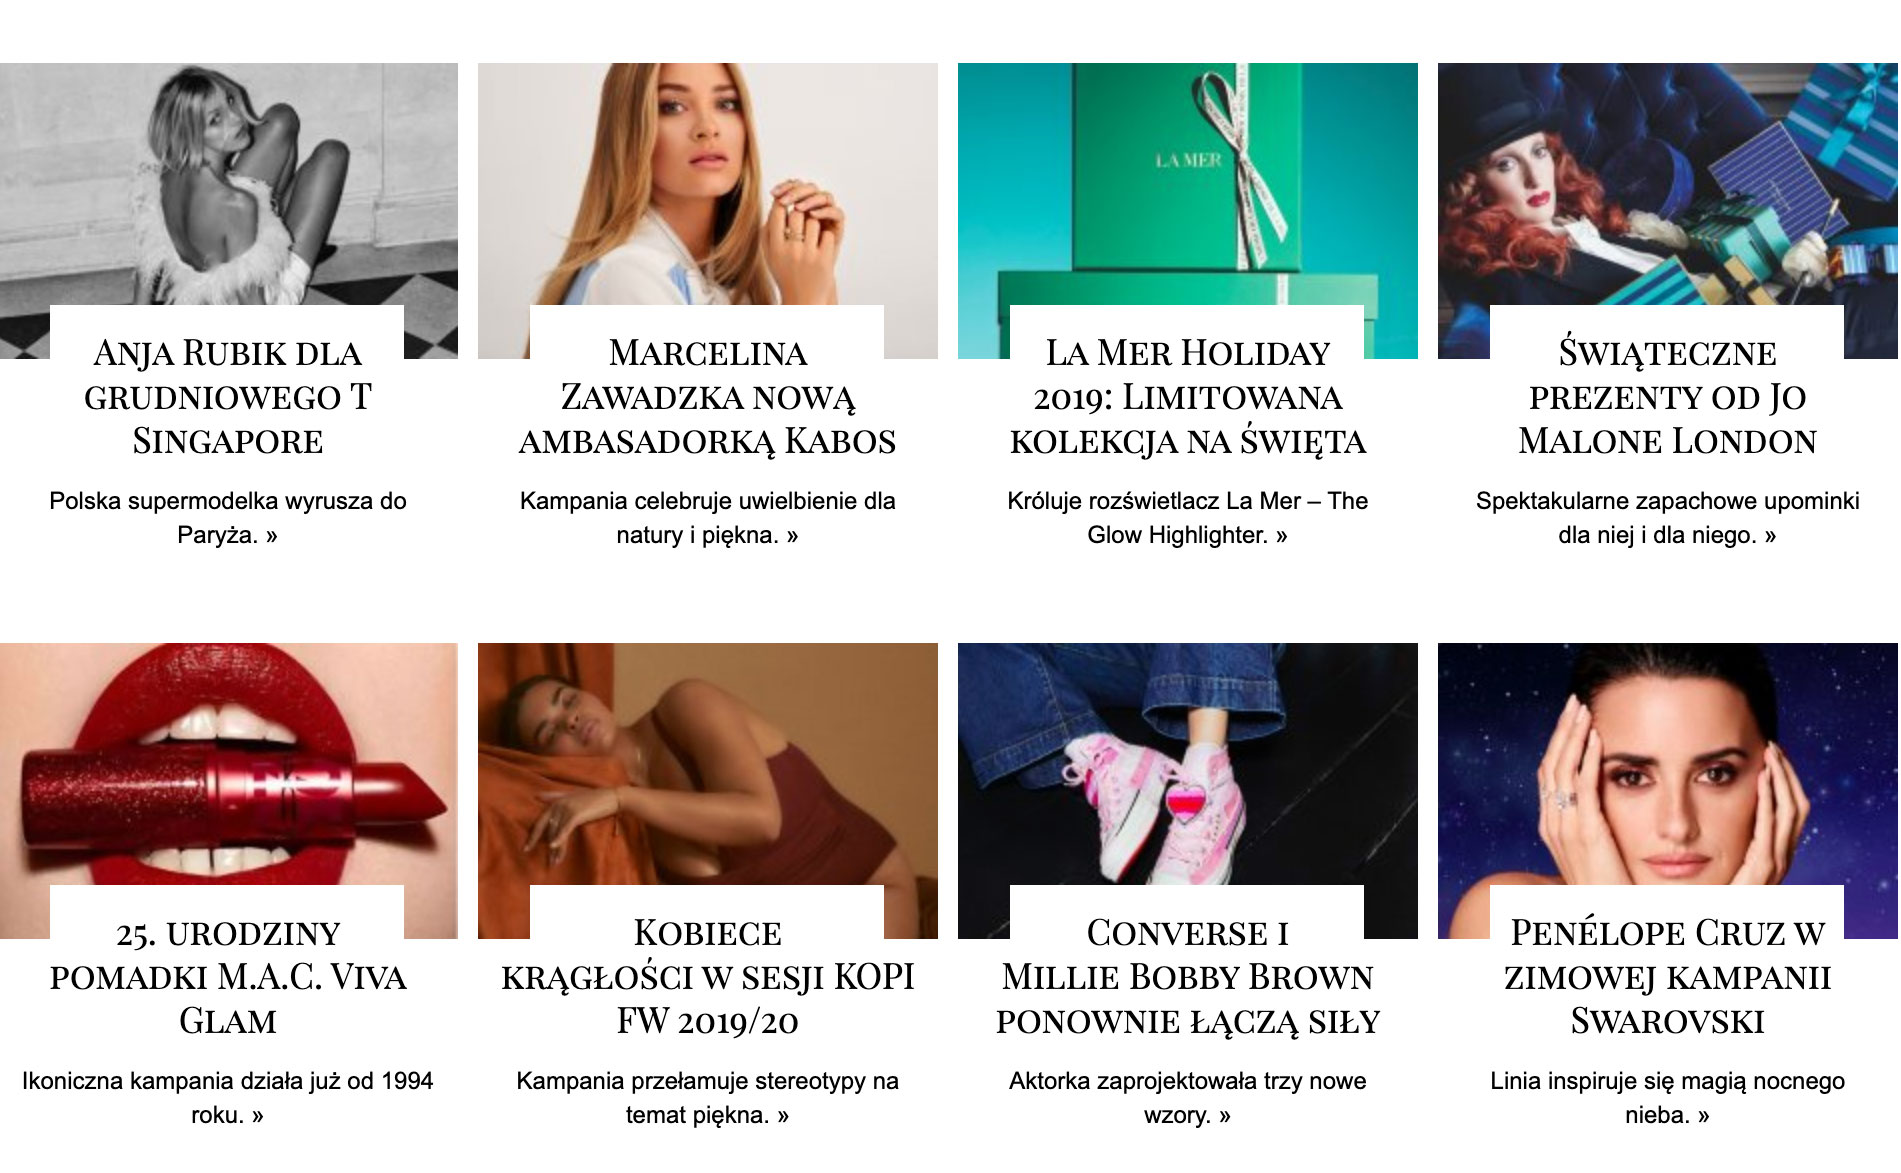 LA MER
Anja Rubik dla
grudniowego T
Singapore
Polska supermodelka wyrusza do
Paryża. »
Marcelina
Zawadzka nową
ambasadorką Kabos
Kampania celebruje uwielbienie dla
natury i piękna. »
La Mer Holiday
2019: Limitowana
kolekcja na święta
Króluje rozświetlacz La Mer – The
Glow Highlighter. »
Świąteczne
prezenty od Jo
Malone London
Spektakularne zapachowe upominki
dla niej i dla niego. »
25. urodziny
pomadki M.A.C. Viva
Glam
Ikoniczna kampania działa już od 1994
roku. »
Kobiece
krągłości w sesji KOPI
FW 2019/20
Kampania przełamuje stereotypy na
temat piękna. »
Converse i
Millie Bobby Brown
ponownie łączą siły
Aktorka zaprojektowała trzy nowe
wzory. »
Penélope Cruz w
zimowej kampanii
Swarovski
Linia inspiruje się magią nocnego
nieba. »